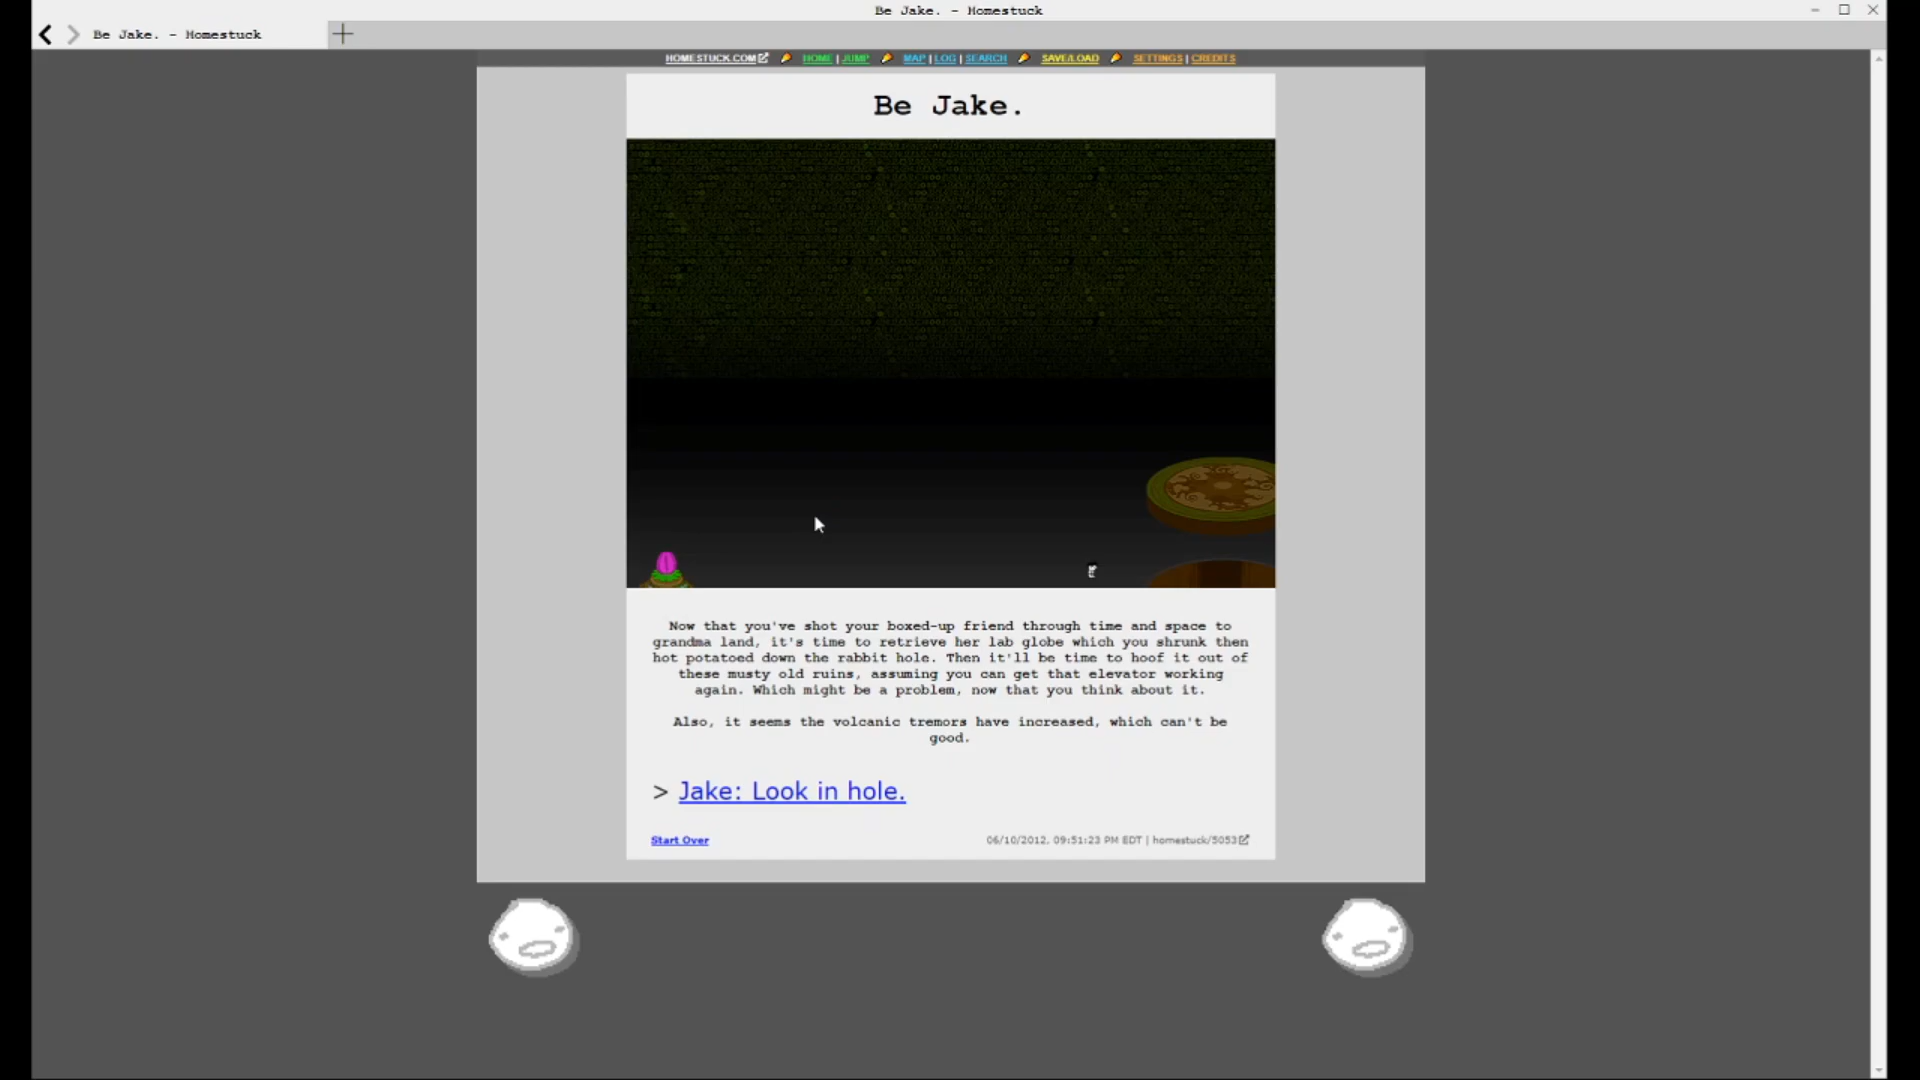 Be Jake. - Homestuck
Be Jake. - Homestuck
HOMESTUCK.COM HOME | JUMP MAP | LOG | SEARCH SAVE/LOAD SETTINGS | CREDITS
Be Jake.
Now that you've shot your boxed-up friend through time and space to
grandma land, it's time to retrieve her lab globe which you shrunk then
hot potatoed down the rabbit hole. Then it'll be time to hoof it out of
these musty old ruins, assuming you can get that elevator working
again. Which might be a problem, now that you think about it.
Also, it seems the volcanic tremors have increased, which can't be
good.
> Jake: Look in hole.
Start Over 06/10/2012, 09:51:23 PM EDT | homestuck/5053